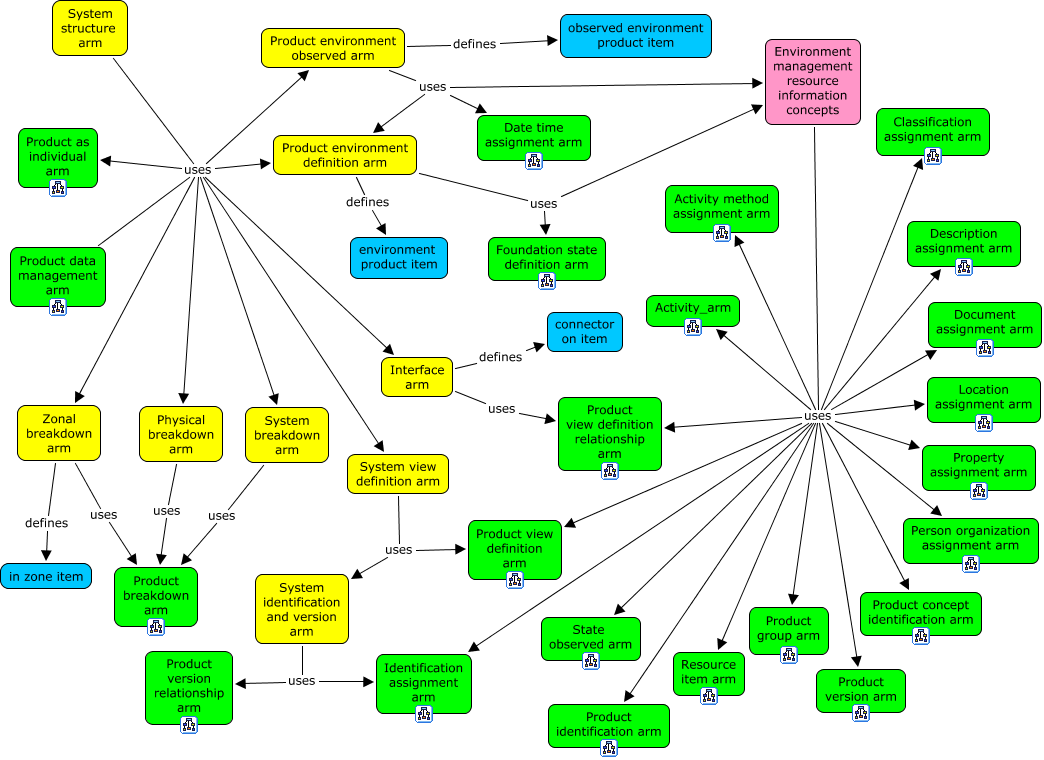 System
structure
arm
Product environment
observed arm
defines
observed environment
product item
Environment
management
resource
information
concepts
uses
Product as
individual
arm
uses
Product environment
definition arm
Date time
assignment arm
Classification
assignment arm
defines
uses
Activity method
assignment arm
Product data
management
arm
environment
product item
Foundation state
definition arm
Description
assignment arm
Activity_arm
connector
on item
Document
assignment arm
defines
Interface
arm
uses
Product
view definition
relationship
arm
uses
Location
assignment arm
Zonal
breakdown
arm
Physical
breakdown
arm
System
breakdown
arm
System view
definition arm
Property
assignment arm
defines
uses
uses
uses
uses
Product view
definition
arm
Person organization
assignment arm
in zone item
Product
breakdown
arm
System
identification
and version
arm
State
observed arm
Product
group arm
Product concept
identification arm
Product
version
relationship
arm
uses
Identification
assignment
arm
Resource
item arm
Product
version arm
Product
identification arm